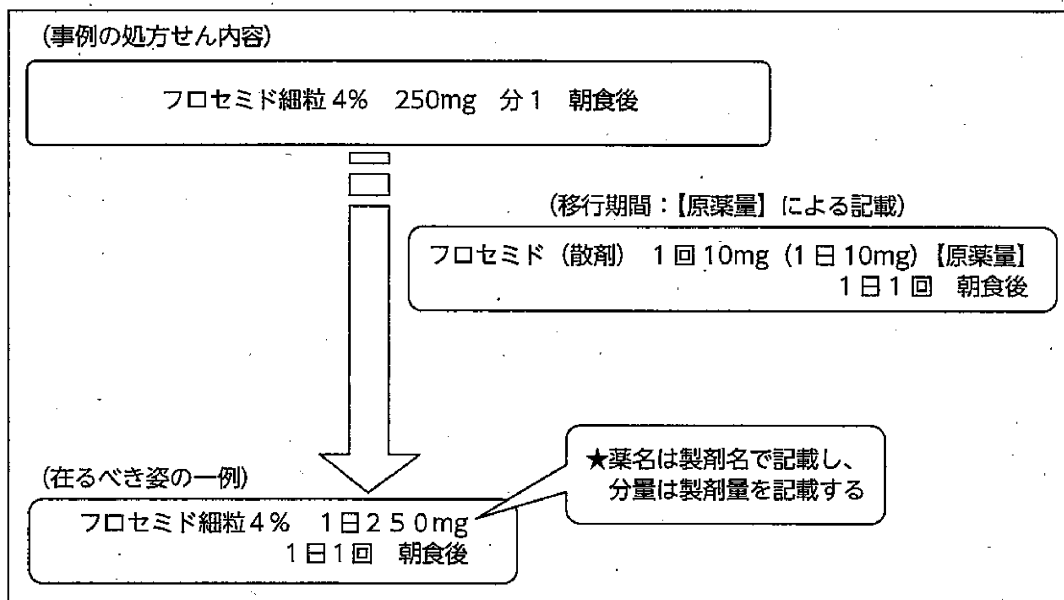 (事例の処方せん内容)
フロセミド細粒4% 250mg 分1 朝食後
(移行期間:【原薬量】による記載)
フロセミド(散剤) 1回10mg(1日10mg)【原薬量】
1日1回 朝食後
(在るべき姿の一例)
★薬名は製剤名で記載し、
分量は製剤量を記載する
フロセミド細粒4% 1日250mg
1日1回 朝食後